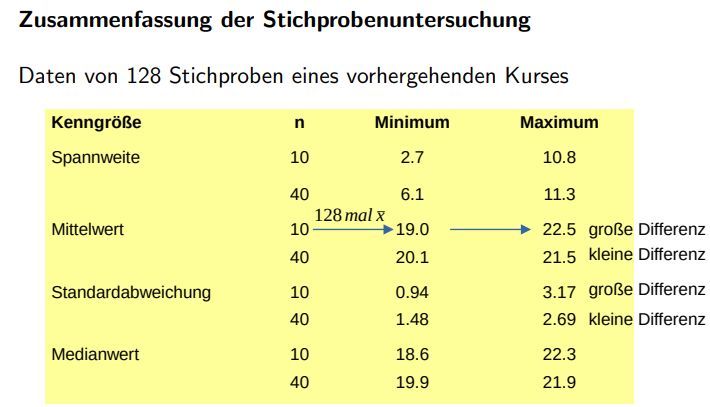 Zusammenfassung der Stichprobenuntersuchung
Daten von 128 Stichproben eines vorhergehenden Kurses
Kenngröße n Minimum Maximum
Spannweite 10 2.7 10.8
40 6.1 11.3
128 mal x̄
Mittelwert 10 19.0 22.5 große Differenz
40 20.1 21.5 kleine Differenz
Standardabweichung 10 0.94 3.17 große Differenz
40 1.48 2.69 kleine Differenz
Medianwert 10 18.6 22.3
40 19.9 21.9